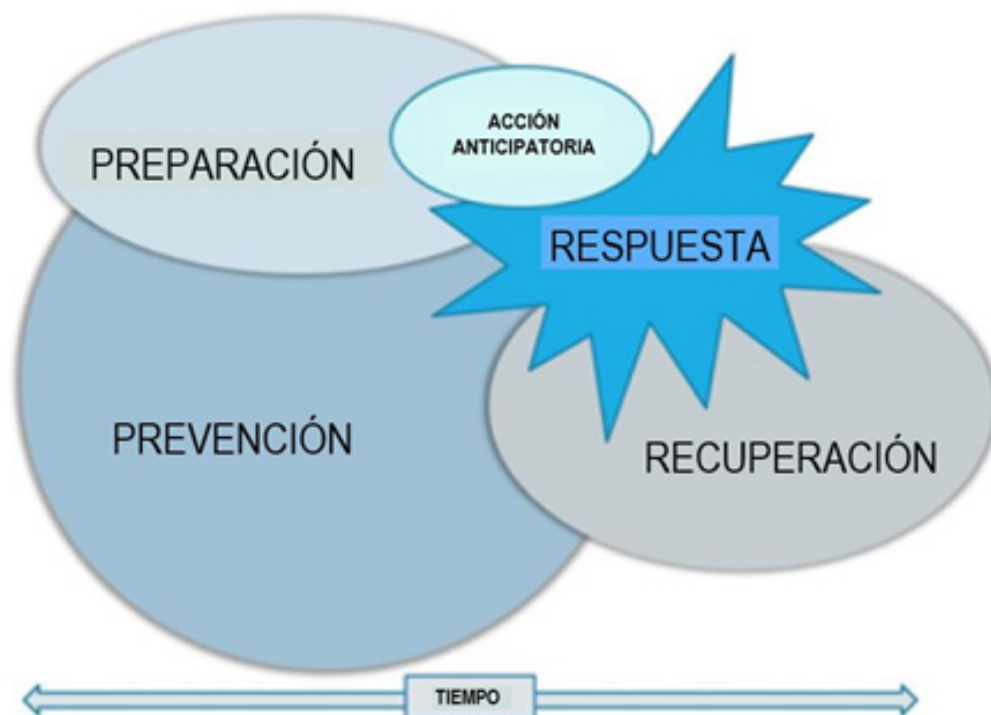 ACCIÓN
ANTICIPATORIA
PREPARACIÓN
RESPUESTA
PREVENCIÓN
RECUPERACIÓN
TIEMPO